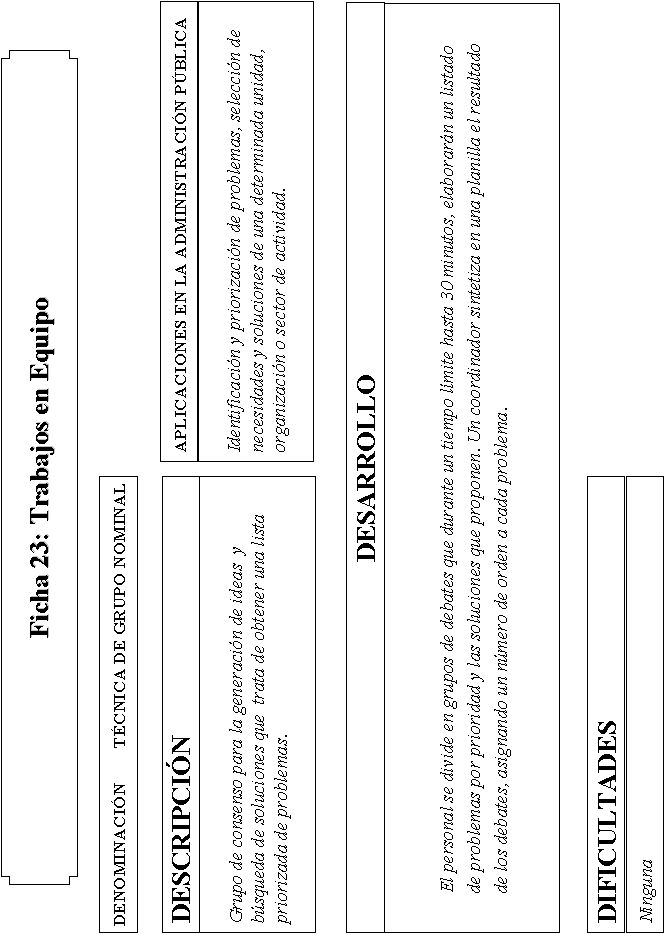 Ficha 23: Trabajos en Equipo
DENOMINACIÓN TÉCNICA DE GRUPO NOMINAL
DESCRIPCIÓN
Grupo de consenso para la generación de ideas y
búsqueda de soluciones que trata de obtener una lista
priorizada de problemas.
APLICACIONES EN LA ADMINISTRACIÓN PÚBLICA
Identificación y priorización de problemas, selección de
necesidades y soluciones de una determinada unidad,
organización o sector de actividad.
DESARROLLO
El personal se divide en grupos de debates que durante un tiempo límite hasta 30 minutos, elaborarán un listado
de problemas por prioridad y las soluciones que proponen. Un coordinador sintetiza en una planilla el resultado
de los debates, asignando un número de orden a cada problema.
DIFICULTADES
Ninguna